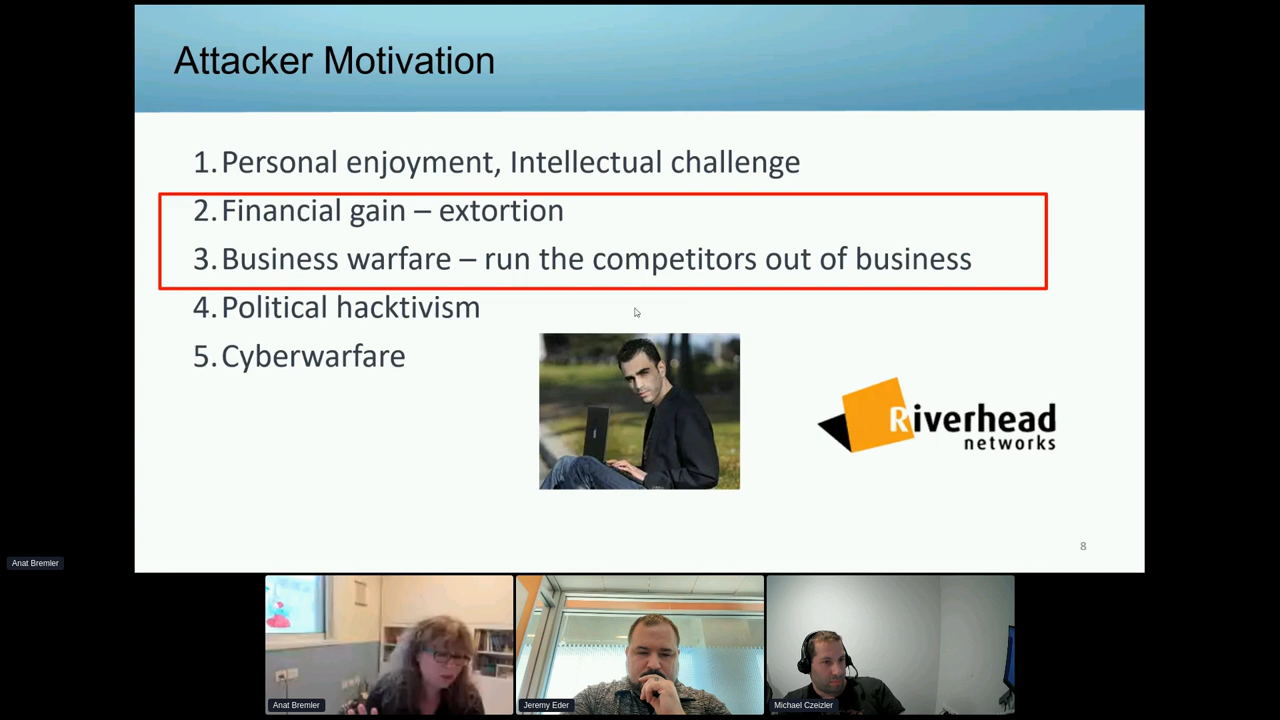 Attacker Motivation
1. Personal enjoyment, Intellectual challenge
2. Financial gain – extortion
3. Business warfare – run the competitors out of business
4. Political hacktivism
5. Cyberwarfare
Riverhead
networks
8
Anat Bremler
Anat Bremler
Jeremy Eder
Michael Czeizler